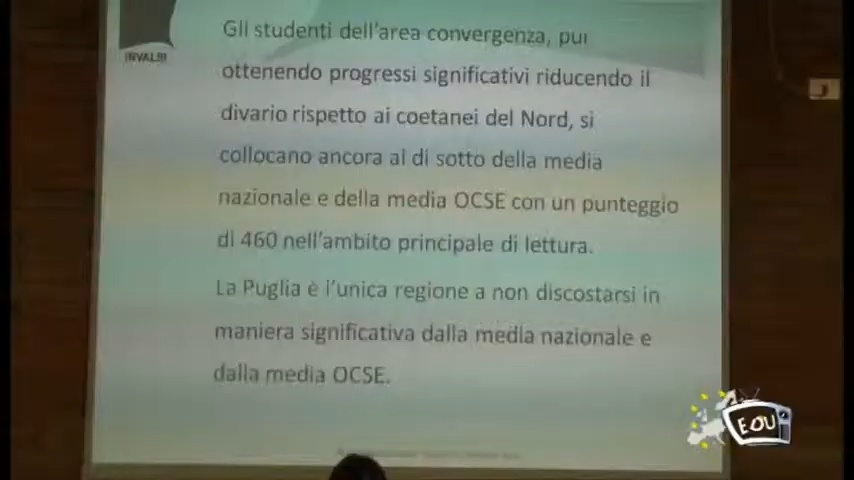 INVALSI
Gli studenti dell'area convergenza, pur
ottenendo progressi significativi riducendo il
divario rispetto ai coetanei del Nord, si
collocano ancora al di sotto della media
nazionale e della media OCSE con un punteggio
di 460 nell'ambito principale di lettura.
La Puglia è l'unica regione a non discostarsi in
maniera significativa dalla media nazionale e
dalla media OCSE.
EDU